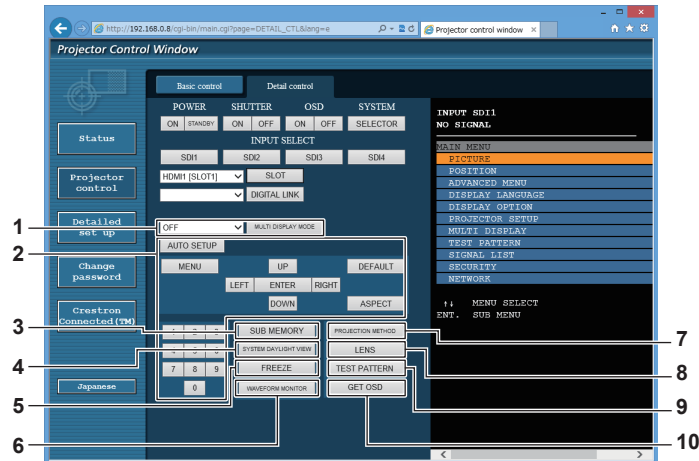 http://192.168.0.8/cgi-bin/main.cgi?page=DETAIL_CTL&lang=e
Projector control window
Projector Control Window
Basic control
Detail control
POWER SHUTTER OSD SYSTEM
ON STANDBY ON OFF ON OFF SELECTOR
INPUT SELECT
SDI1 SDI2 SDI3 SDI4
HDMI1 [SLOT1] SLOT
DIGITAL LINK
OFF MULTI DISPLAY MODE
AUTO SETUP
MENU UP DEFAULT
LEFT ENTER RIGHT
DOWN ASPECT
SUB MEMORY PROJECTION METHOD
SYSTEM DAYLIGHT VIEW LENS
7 8 9 FREEZE TEST PATTERN
0 WAVEFORM MONITOR GET OSD
Status
Projector
control
Detailed
set up
Change
password
Crestron
Connected(TM)
Japanese
INPUT SDI1
NO SIGNAL
MAIN MENU
PICTURE
POSITION
ADVANCED MENU
DISPLAY LANGUAGE
DISPLAY OPTION
PROJECTOR SETUP
MULTI DISPLAY
TEST PATTERN
SIGNAL LIST
SECURITY
NETWORK
↑↓ MENU SELECT
ENT. SUB MENU
1
2
3
4
5
6
7
8
9
10